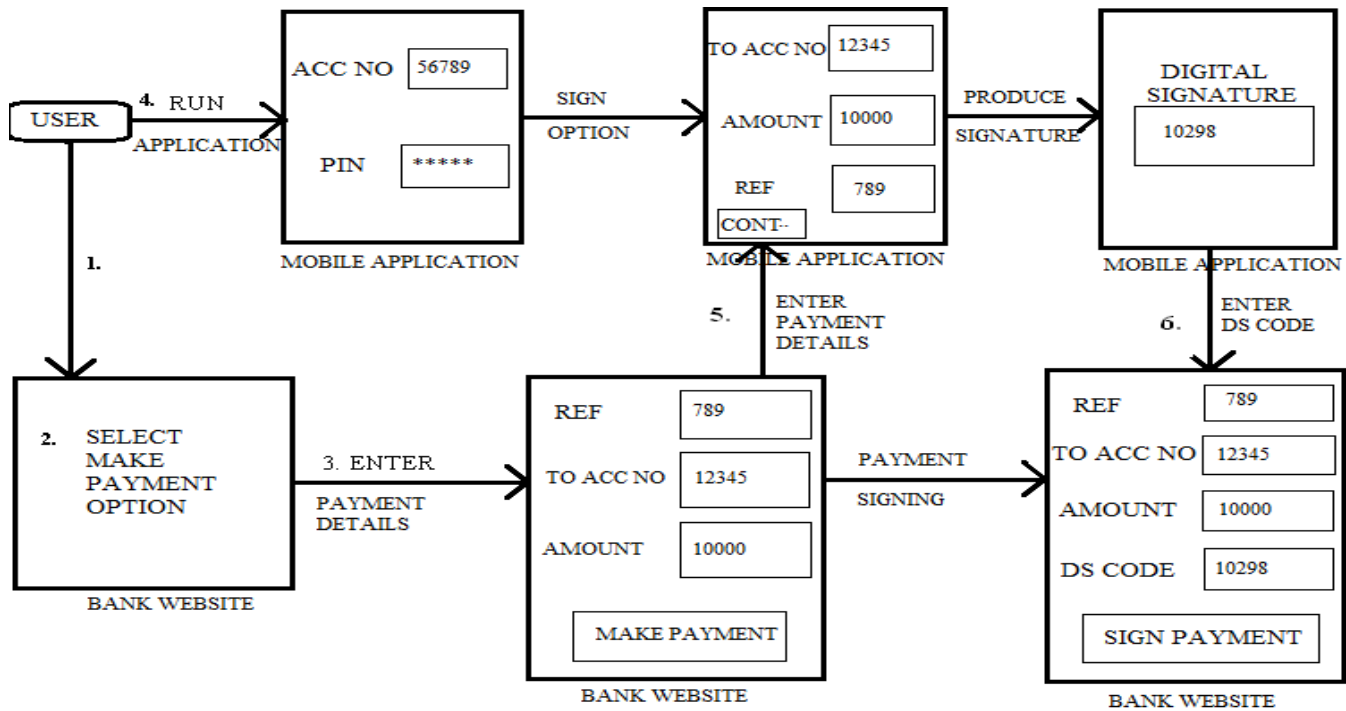 USER
4. RUN
APPLICATION
ACC NO 56789
PIN *****
MOBILE APPLICATION
SIGN
OPTION
TO ACC NO 12345
AMOUNT 10000
REF 789
CONT--
MOBILE APPLICATION
PRODUCE
SIGNATURE
DIGITAL
SIGNATURE
10298
MOBILE APPLICATION
1.
5. ENTER
PAYMENT
DETAILS
6. ENTER
DS CODE
2. SELECT
MAKE
PAYMENT
OPTION
BANK WEBSITE
3. ENTER
PAYMENT
DETAILS
REF 789
TO ACC NO 12345
AMOUNT 10000
MAKE PAYMENT
BANK WEBSITE
PAYMENT
SIGNING
REF 789
TO ACC NO 12345
AMOUNT 10000
DS CODE 10298
SIGN PAYMENT
BANK WEBSITE